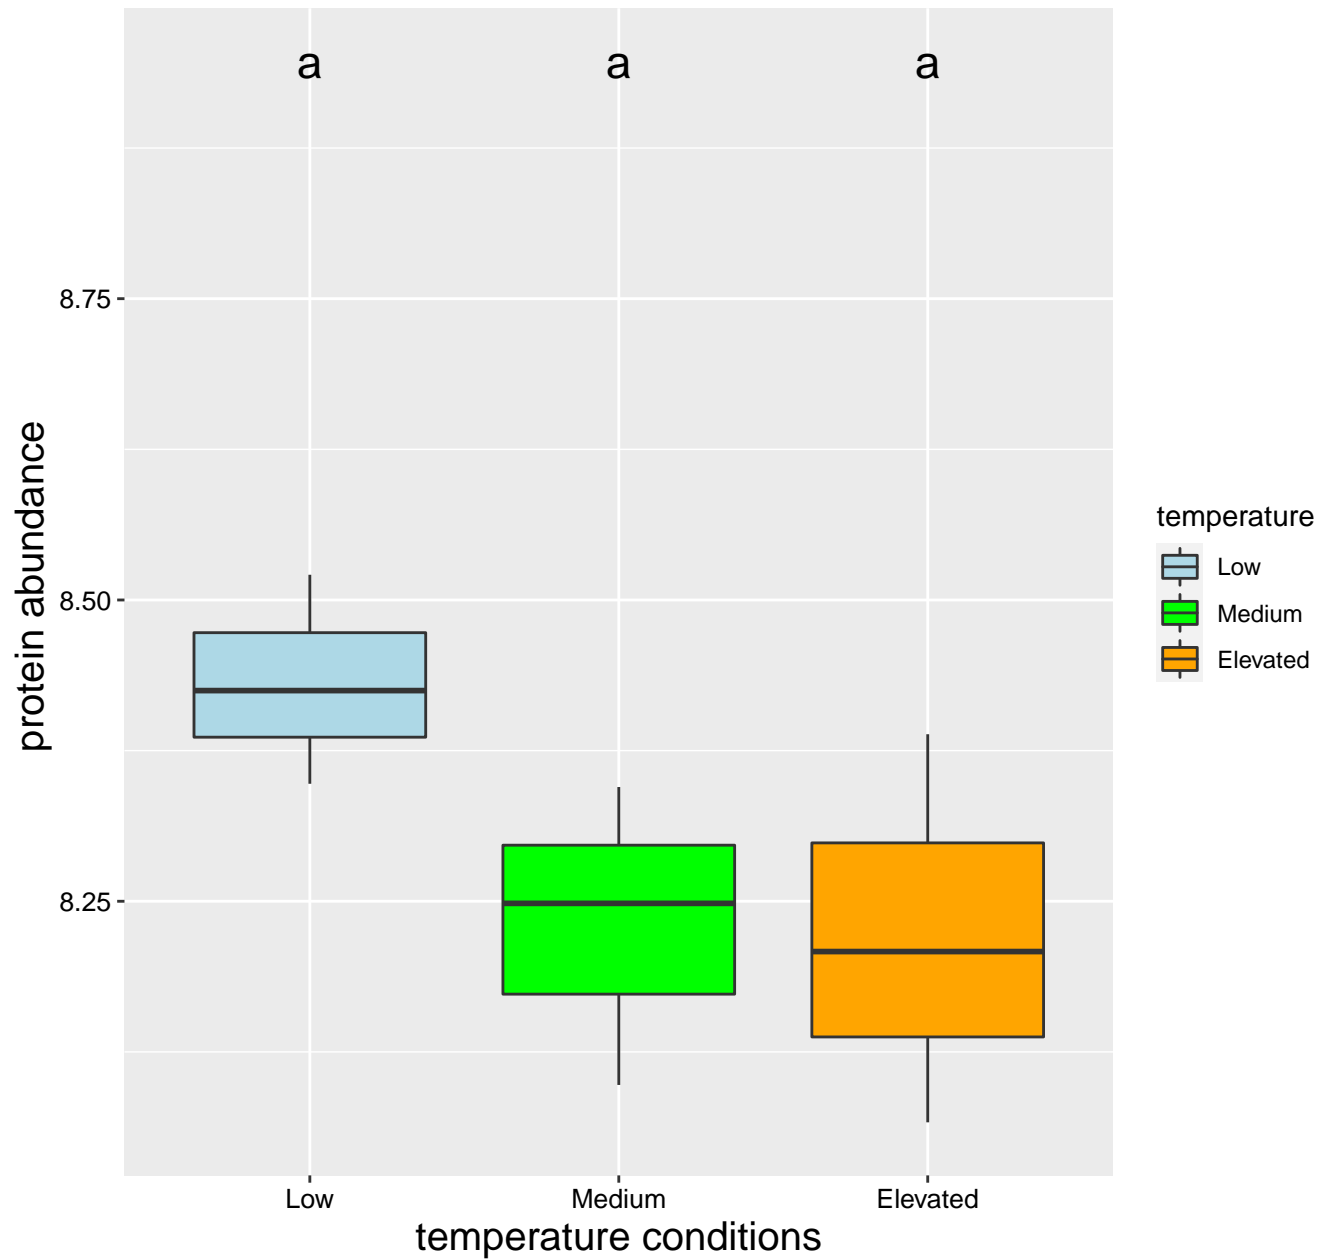 a a a
protein abundance
8.75
8.50
8.25
Low Medium Elevated
temperature conditions
temperature
Low
Medium
Elevated